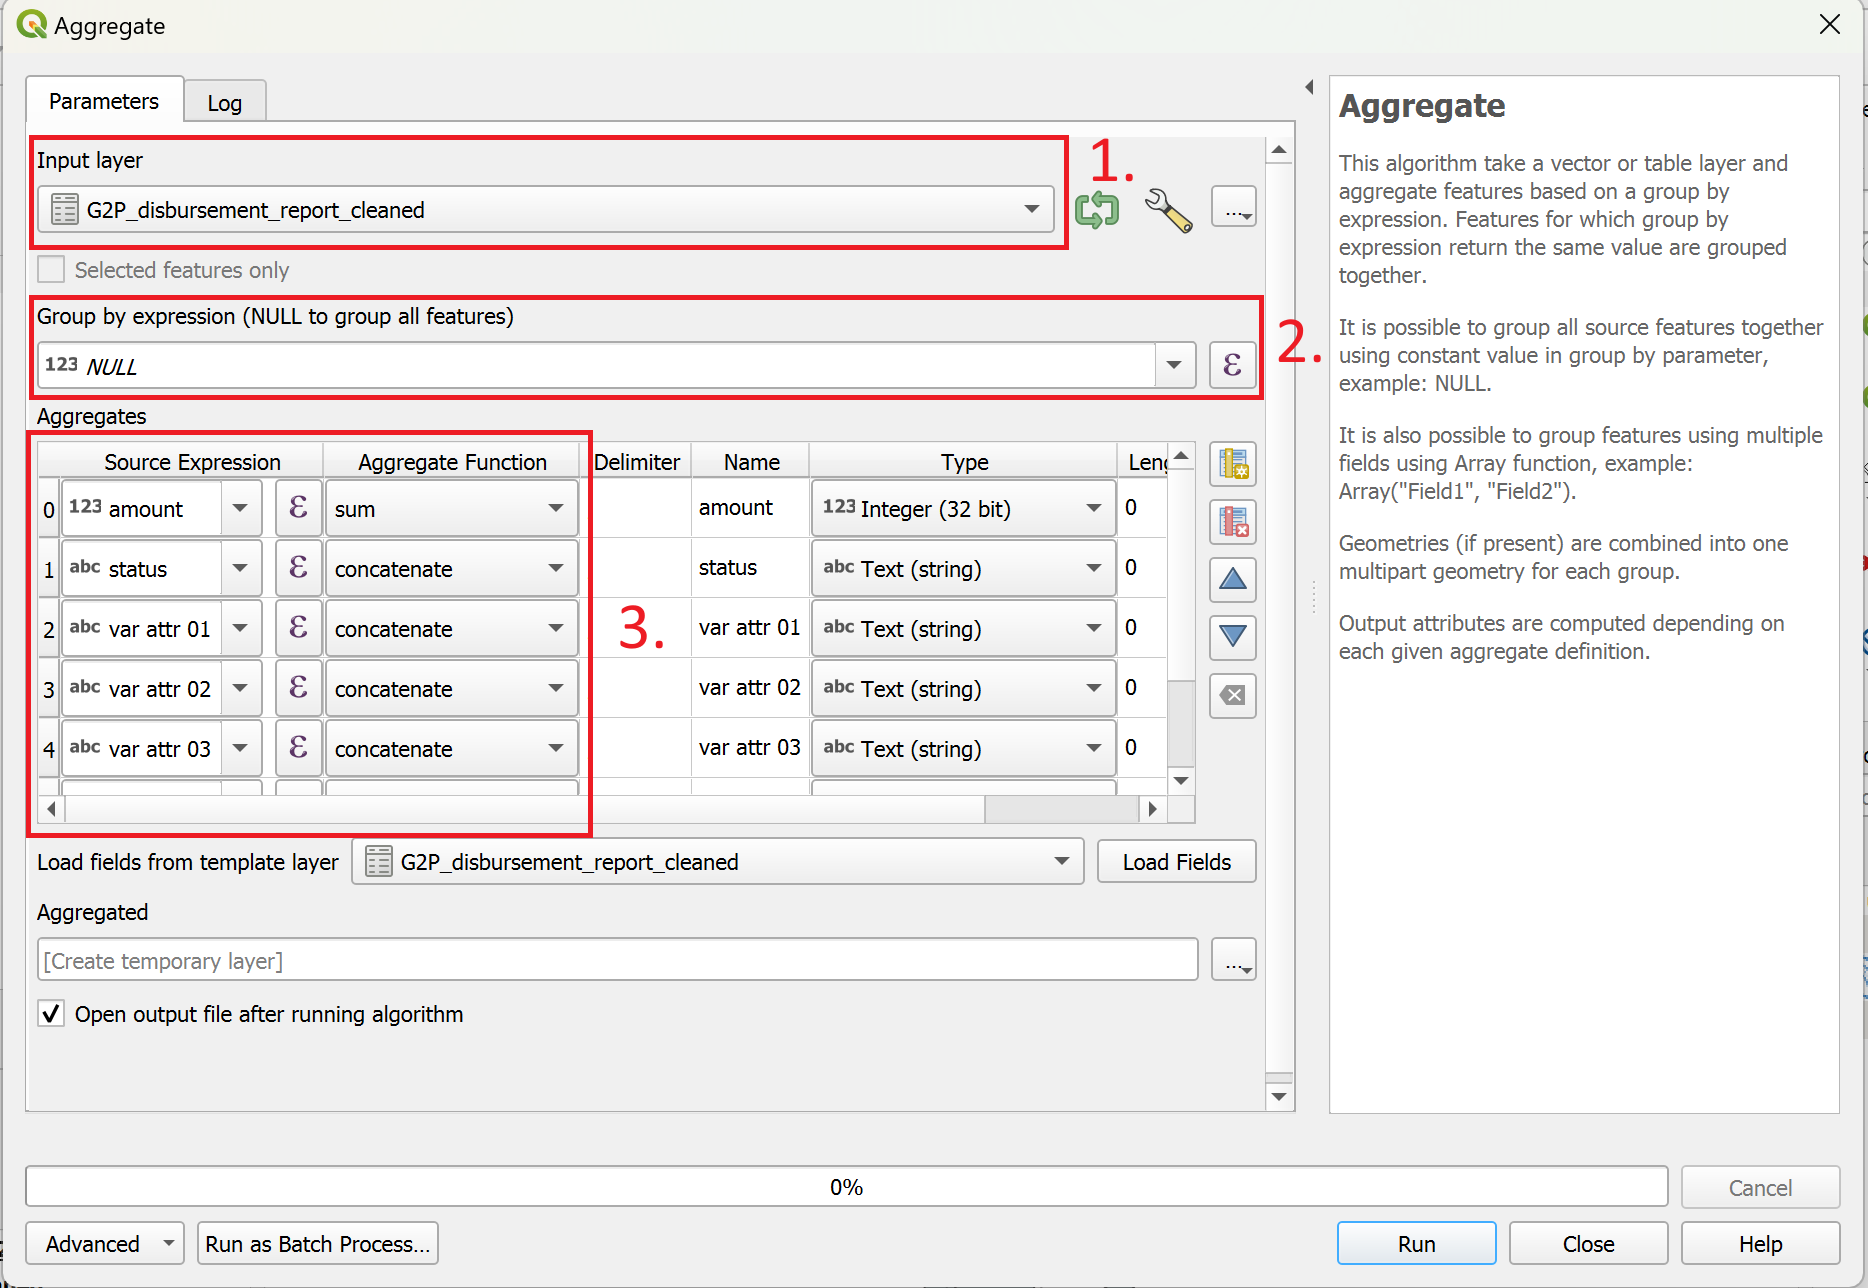 Aggregate
Parameters
Log
Input layer
1.
G2P_disbursement_report_cleaned
...
Selected features only
Group by expression (NULL to group all features)
2.
123 NULL
ε
Aggregates
Source Expression Aggregate Function Delimiter Name Type Leng
0 123 amount ε sum amount 123 Integer (32 bit) 0
1 abc status ε concatenate status abc Text (string) 0
2 abc var attr 01 ε concatenate var attr 01 abc Text (string) 0
3.
3 abc var attr 02 ε concatenate var attr 02 abc Text (string) 0
4 abc var attr 03 ε concatenate var attr 03 abc Text (string) 0
Load fields from template layer G2P_disbursement_report_cleaned Load Fields
Aggregated
[Create temporary layer]
...
Open output file after running algorithm
Aggregate
This algorithm take a vector or table layer and
aggregate features based on a group by
expression. Features for which group by
expression return the same value are grouped
together.
It is possible to group all source features together
using constant value in group by parameter,
example: NULL.
It is also possible to group features using multiple
fields using Array function, example:
Array("Field1", "Field2").
Geometries (if present) are combined into one
multipart geometry for each group.
Output attributes are computed depending on
each given aggregate definition.
0%
Cancel
Advanced
Run as Batch Process...
Run
Close
Help